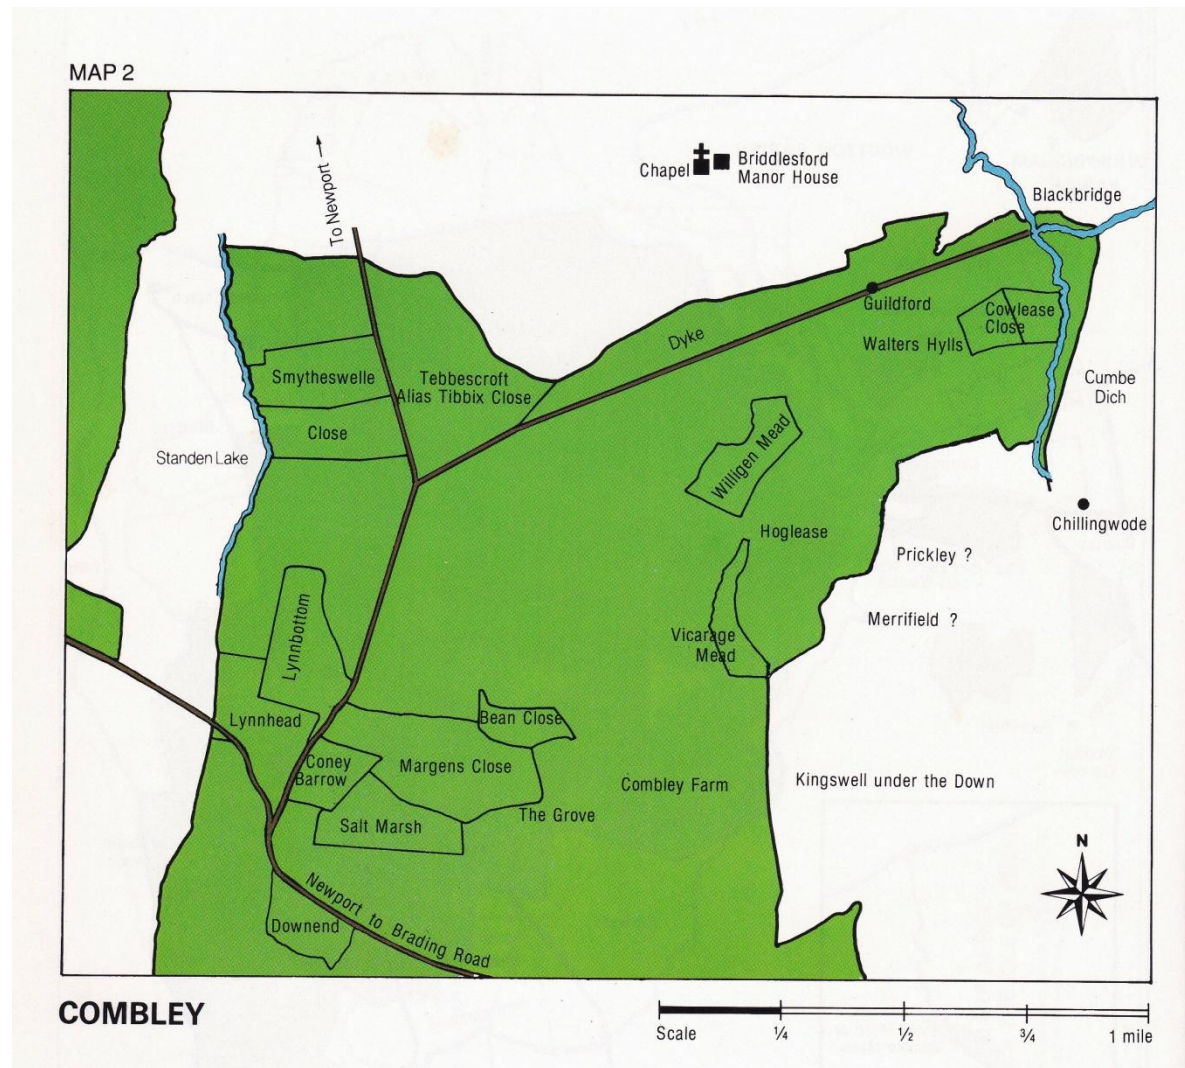 MAP 2
To Newport
Chapel
Briddlesford
Manor House
Blackbridge
Guildford
Cowlease
Close
Walters Hylls
Dyke
Cumbe
Dich
Smytheswelle
Tebbescroft
Alias Tibbix Close
Close
Standen Lake
Willigen Mead
Hoglease
Chillingwode
Prickley ?
Merrifield ?
Vicarage
Mead
Lynnbottom
Lynnhead
Bean Close
Coney
Barrow
Margens Close
Combley Farm
Kingswell under the Down
The Grove
Salt Marsh
Downend
Newport to Brading Road
N
COMBLEY
Scale
1/4
1/2
3/4
1 mile